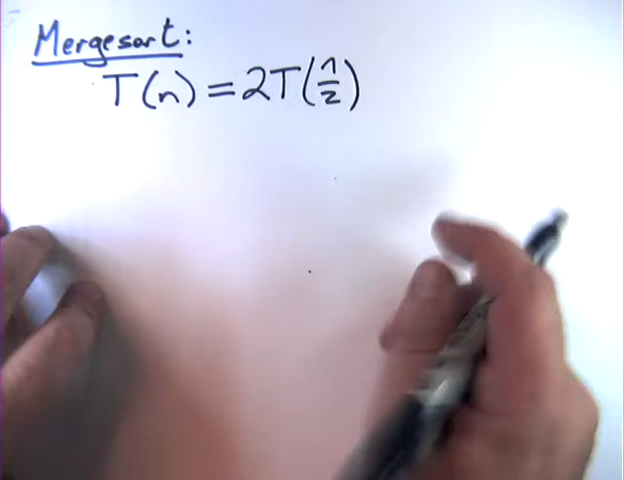 Mergesort:
T(n) = 2T(n/2)